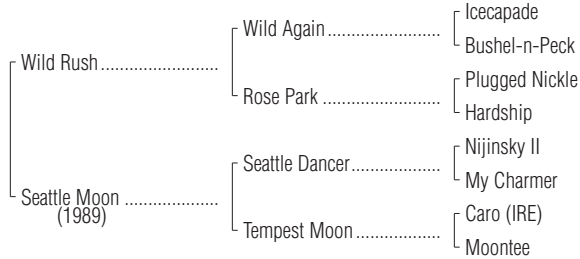 Icecapade
Wild Again
Bushel-n-Peck
Wild Rush
Plugged Nickle
Rose Park
Hardship
Nijinsky II
Seattle Dancer
My Charmer
Seattle Moon
(1989)
Caro (IRE)
Tempest Moon
Moontee